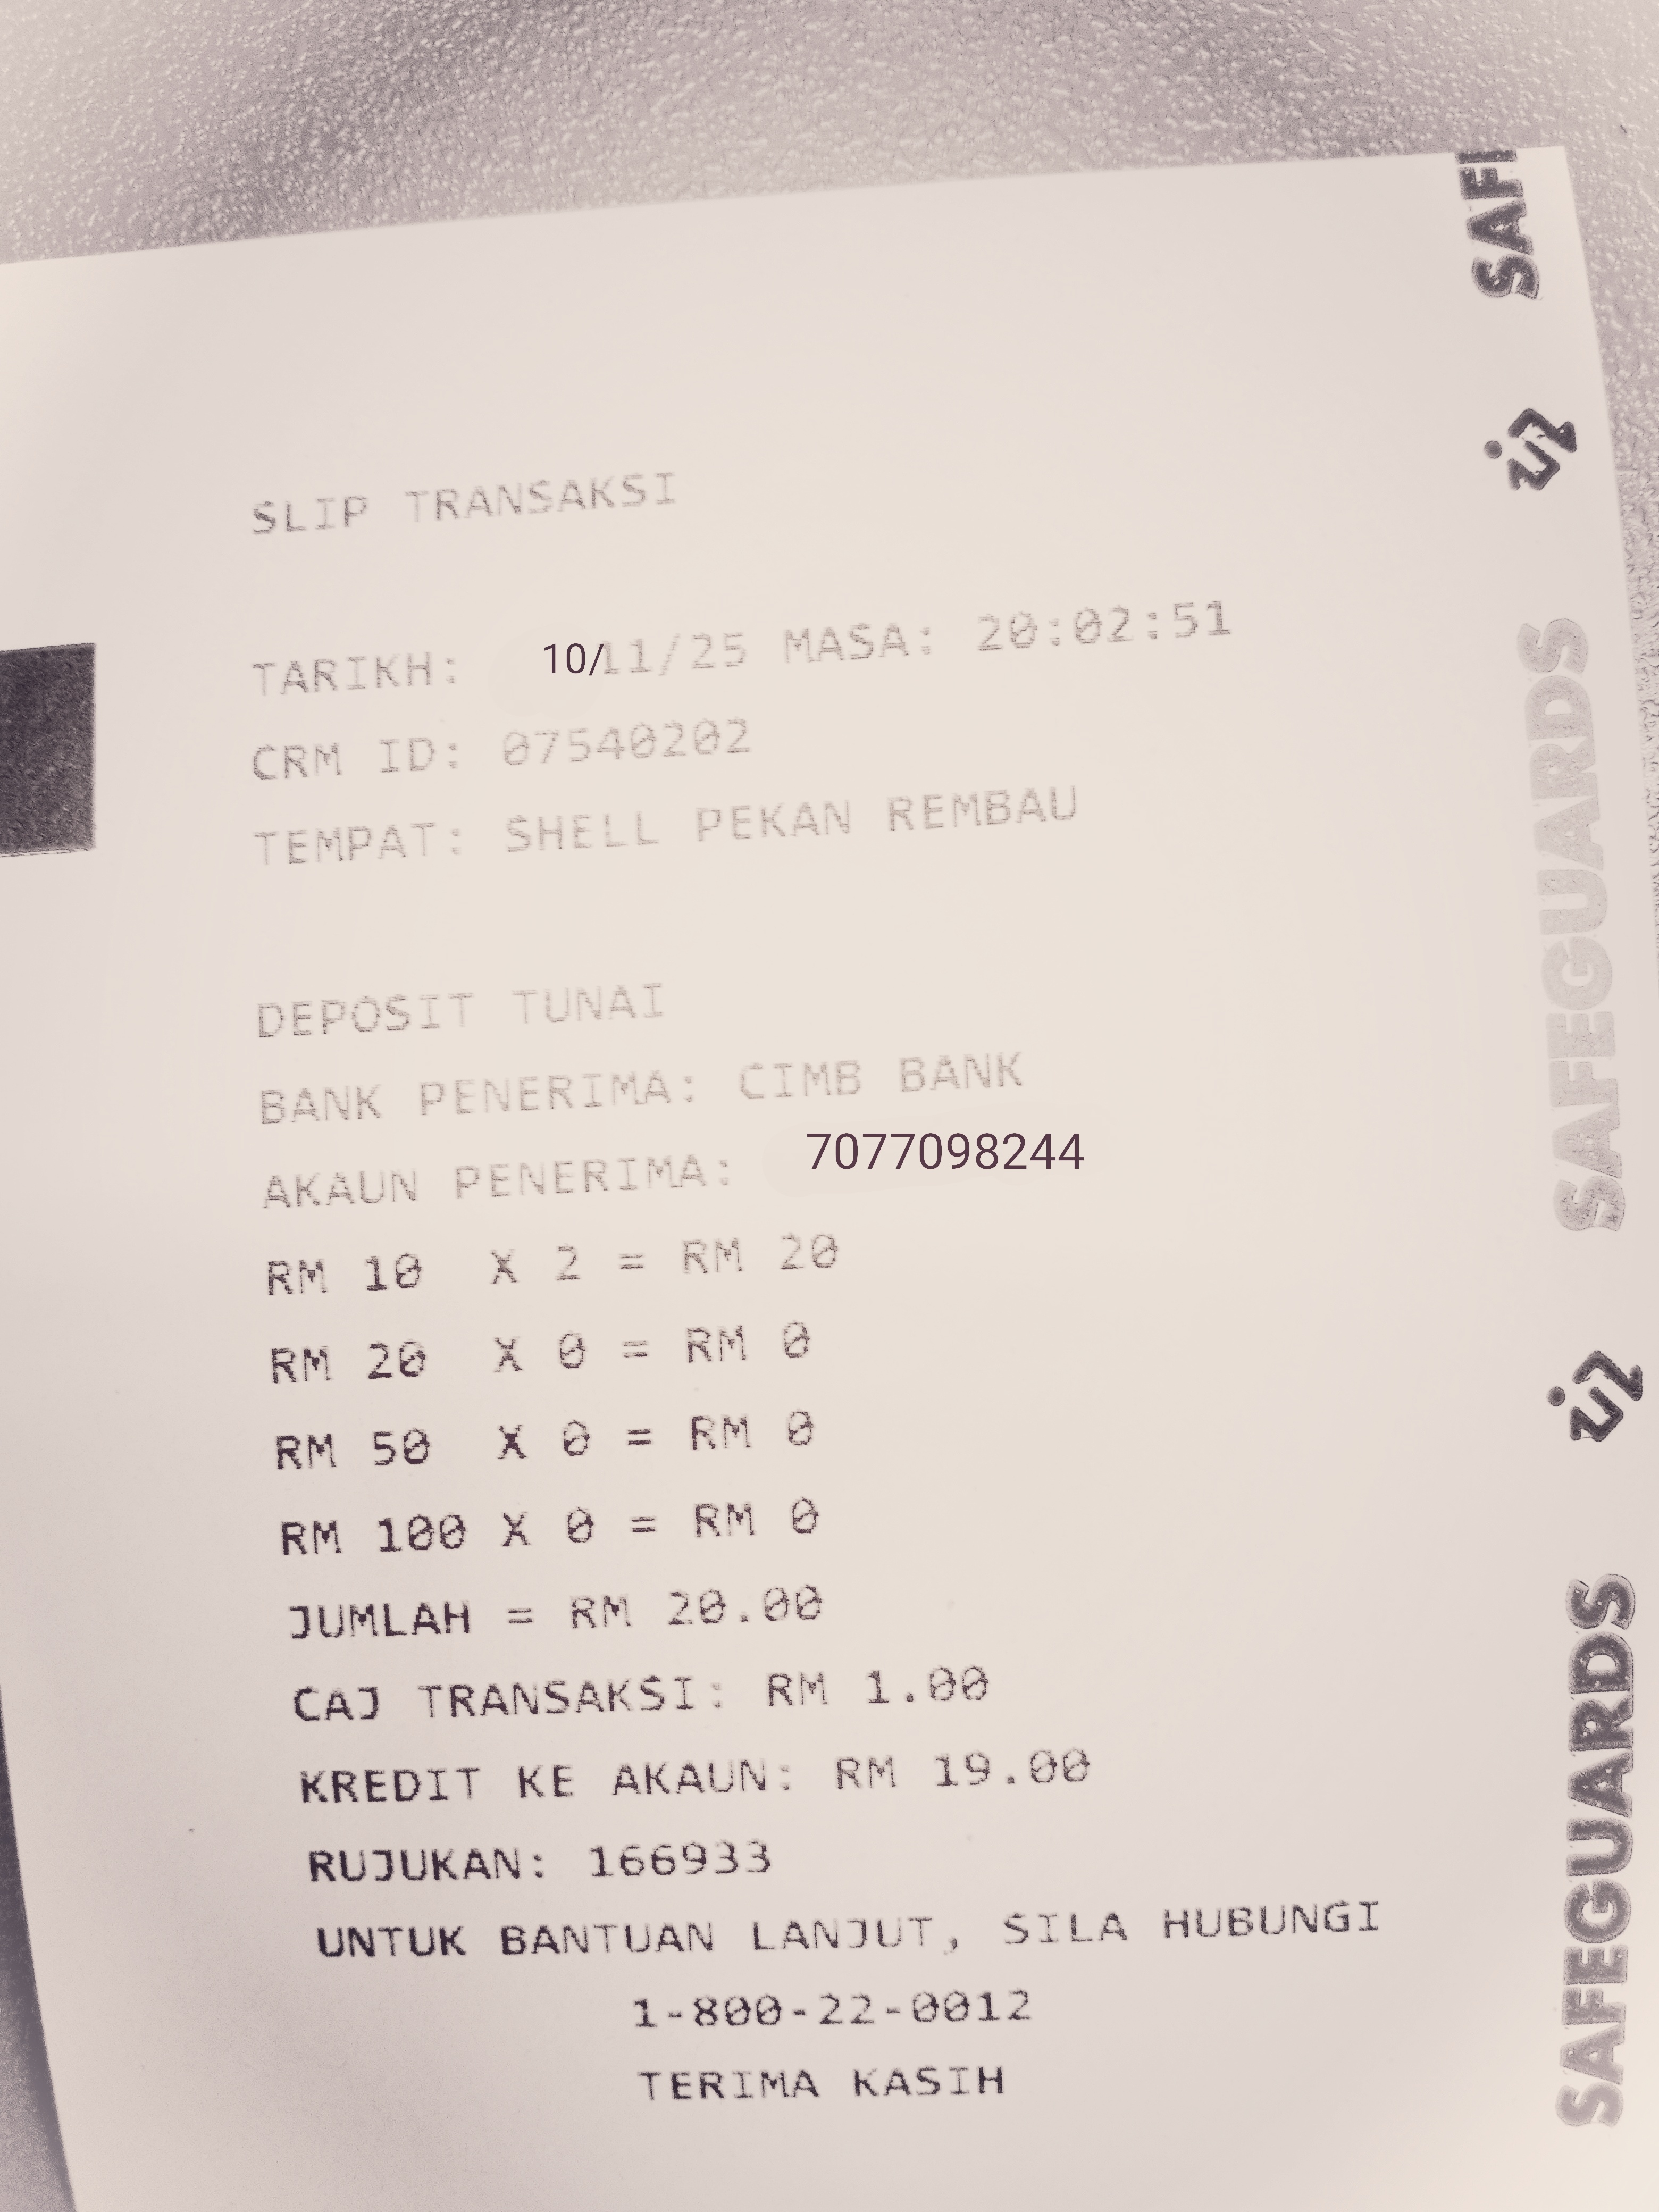 SLIP TRANSAKSI
TARIKH: 10/11/25 MASA: 20:02:51
CRM ID: 07540202
TEMPAT: SHELL PEKAN REMBAU
DEPOSIT TUNAI
BANK PENERIMA: CIMB BANK
AKAUN PENERIMA: 7077098244
RM 10 X 2 = RM 20
RM 20 X 0 = RM 0
RM 50 X 0 = RM 0
RM 100 X 0 = RM 0
JUMLAH = RM 20.00
CAJ TRANSAKSI: RM 1.00
KREDIT KE AKAUN: RM 19.00
RUJUKAN: 166933
UNTUK BANTUAN LANJUT, SILA HUBUNGI
1-800-22-0012
TERIMA KASIH
SAFEGUARDS
SAFEGUARDS